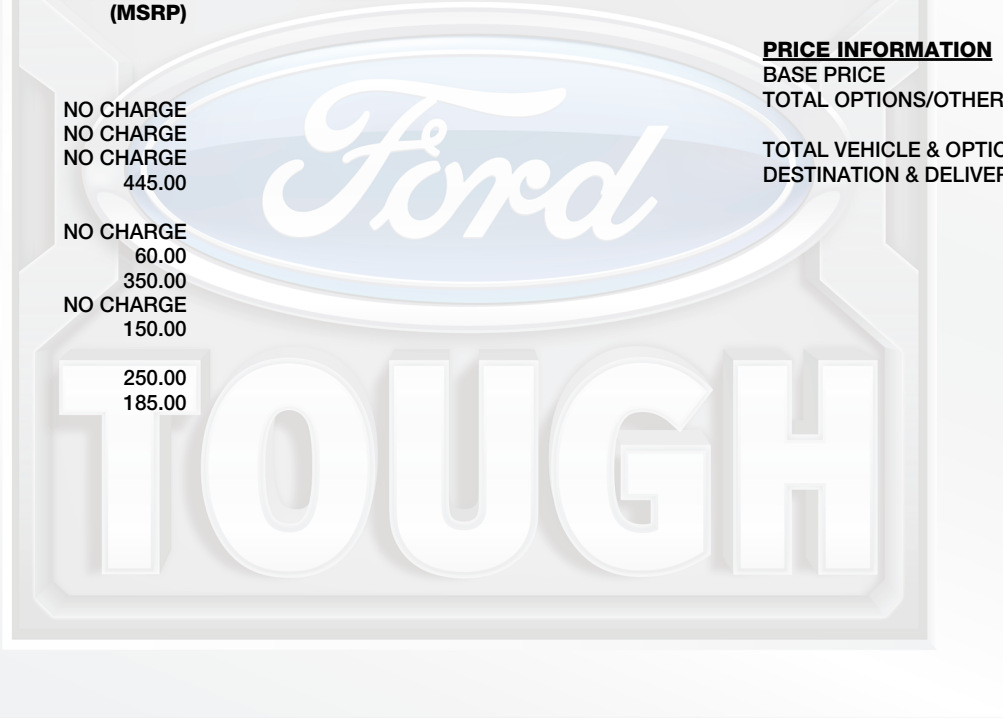 (MSRP)
NO CHARGE
NO CHARGE
NO CHARGE
445.00
NO CHARGE
60.00
350.00
NO CHARGE
150.00
250.00
185.00
PRICE INFORMATION
BASE PRICE
TOTAL OPTIONS/OTHER
TOTAL VEHICLE & OPTIO
DESTINATION & DELIVER
Ford
TOUGH